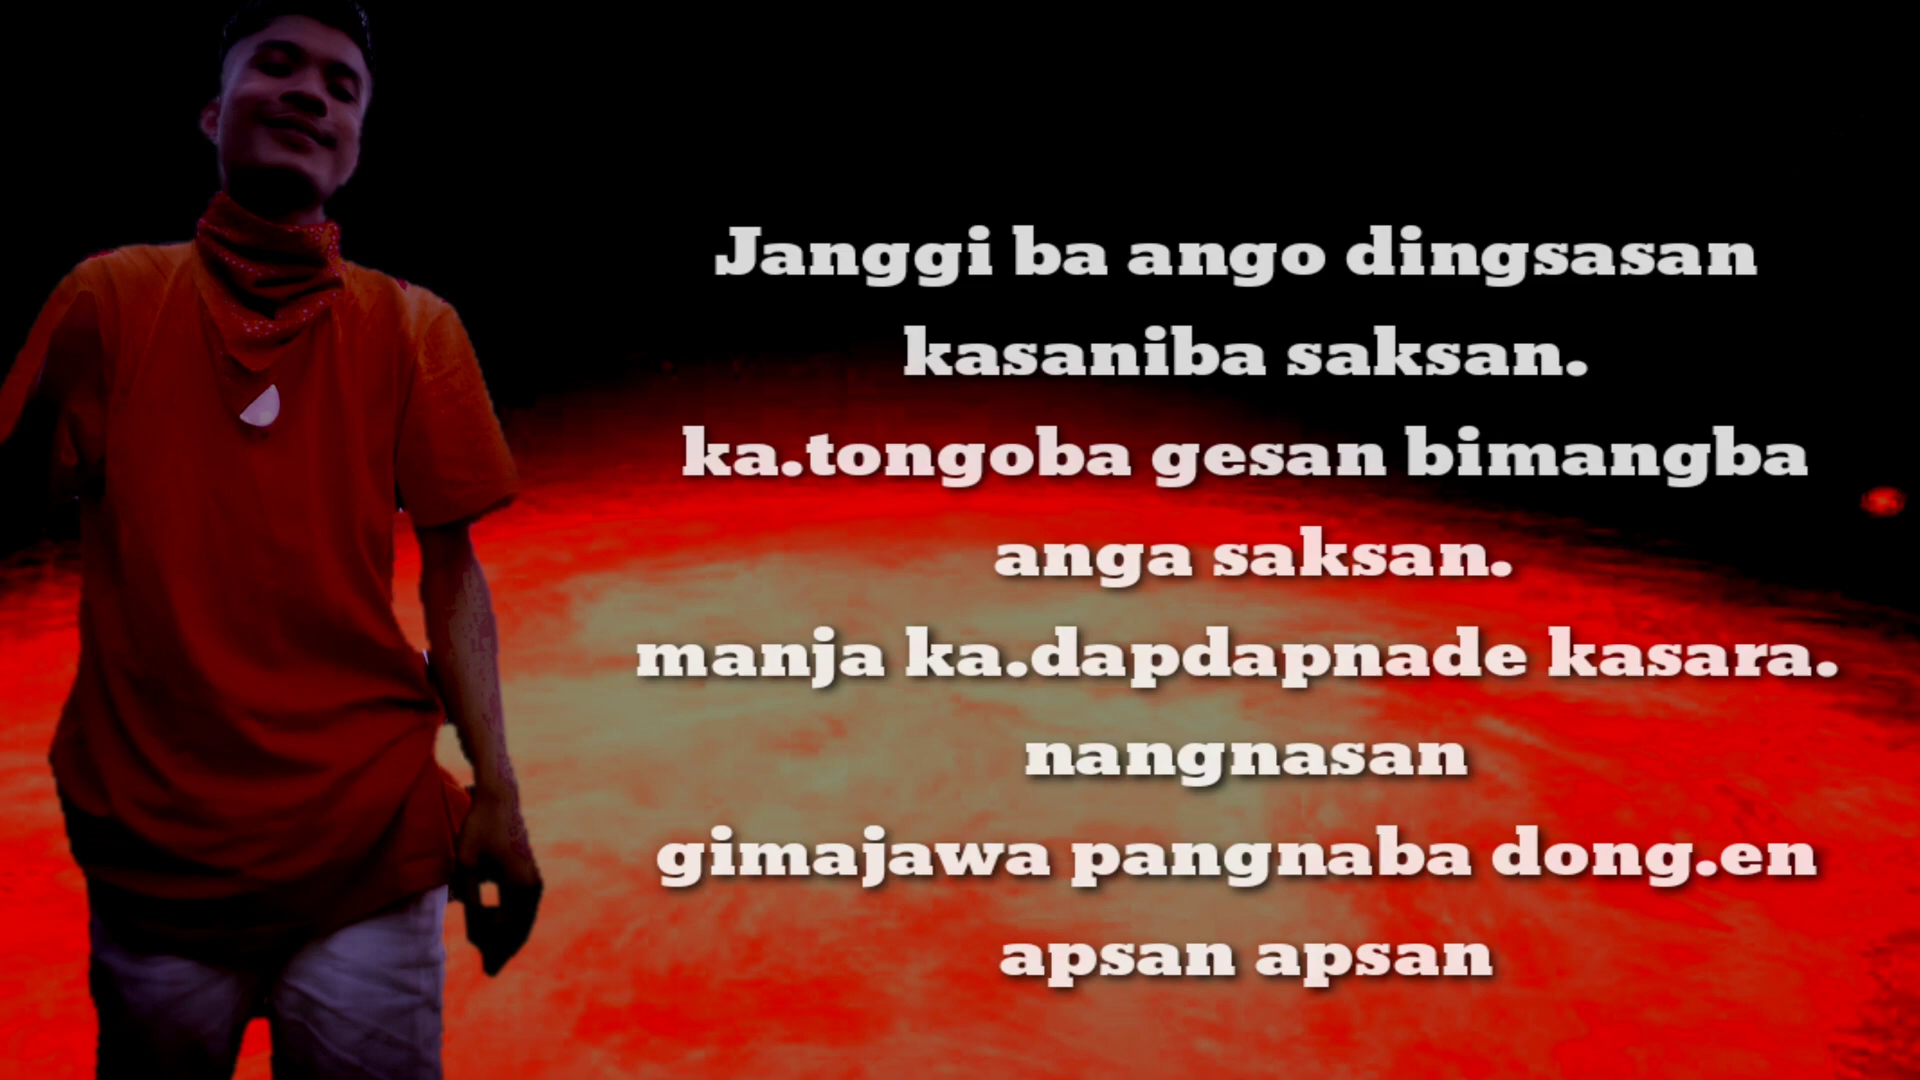 Janggi ba ango dingsasan
kasaniba saksan.
ka.tongoba gesan bimangba
anga saksan.
manja ka.dapdapnade kasara.
nangnasan
gimajawa pangnaba dong.en
apsan apsan